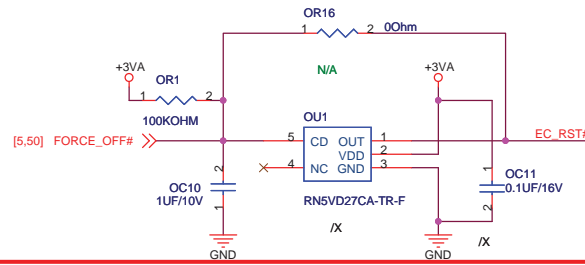 OR16
1 2 0Ohm
N/A
+3VA
+3VA
OR1
1 2
OU1
100KOHM
[5,50] FORCE_OFF#
5 CD OUT 1
EC_RST#
VDD 2
4 NC GND 3
2
1
OC10
1UF/10V
1
OC11
0.1UF/16V
2
RN5VD27CA-TR-F
/X
/X
GND
GND